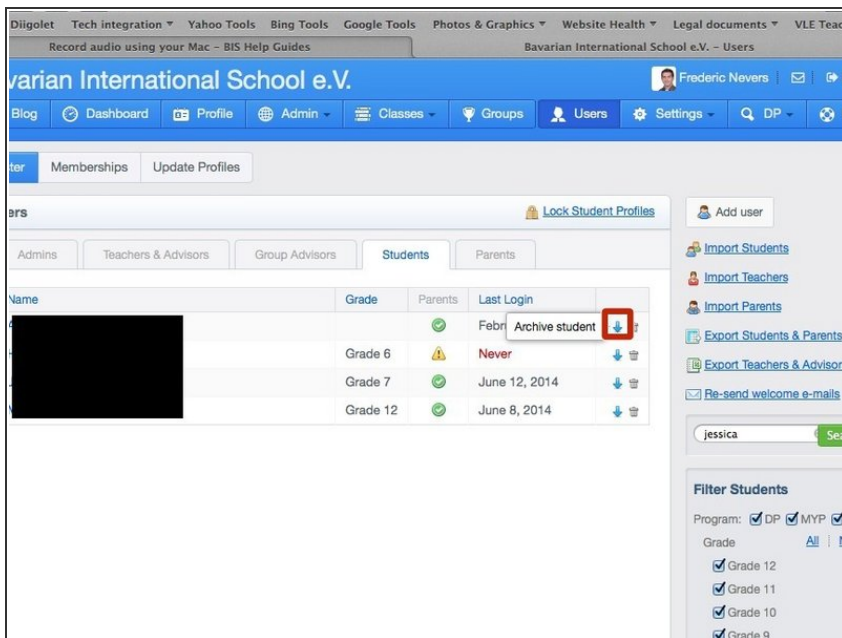 Diigolet Tech integration Yahoo Tools Bing Tools Google Tools Photos & Graphics Website Health Legal documents VLE Teac
Record audio using your Mac – BIS Help Guides Bavarian International School e.V. – Users
varian International School e.V. Frederic Nevers
Blog Dashboard Profile Admin Classes Groups Users Settings DP
ter Memberships Update Profiles
ers Lock Student Profiles Add user
Admins Teachers & Advisors Group Advisors Students Parents
Import Students
Import Teachers
Name Grade Parents Last Login
Import Parents
Febr Archive student
Export Students & Parents
Grade 6 Never
Export Teachers & Advisor
Grade 7 June 12, 2014
Re-send welcome e-mails
Grade 12 June 8, 2014
jessica Sea
Filter Students
Program: DP MYP
Grade All
Grade 12
Grade 11
Grade 10
Grade 9